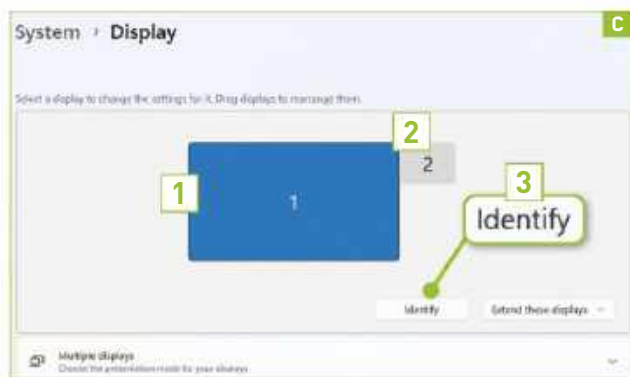 C
System › Display
Select a display to change the settings for it. Drag displays to rearrange them.
2
2
1
1
3
Identify
Identify
Extend these displays
Multiple displays
Choose the presentation mode for your displays